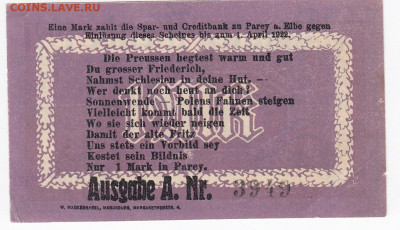 COINS.LAVE.RU
Eine Mark zahlt die Spar- und Creditbank zu Parey a. Elbe gegen
Einlösung dieses Scheines bis zum 1. April 1922.
Die Preussen hegtest warm und gut
Du grosser Friederich,
Nahmst Schlesien in deine Hut. -
Wer denkt noch heut an dich!
Sonnenwende Polens Fahnen steigen
Vielleicht kommt bald die Zeit
Wo sie sich wieder neigen
Damit der alte Fritz
Uns stets ein Vorbild sey
Kostet sein Bildnis
Nur 1 Mark in Parey.
Ausgabe A. Nr. 3949
MARK